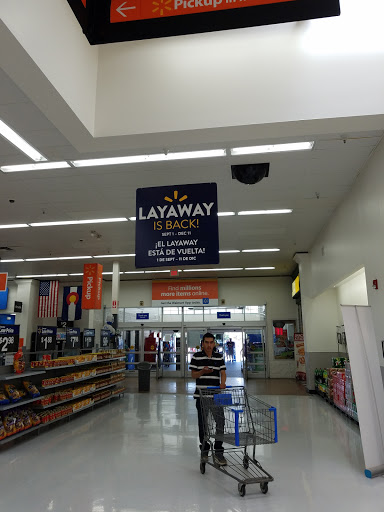 Pickup
LAYAWAY
IS BACK!
SEPT 1 - DEC 11
¡EL LAYAWAY
ESTÁ DE VUELTA!
1 DE SEPT - 11 DE DIC
Pickup
Find millions
more items online.